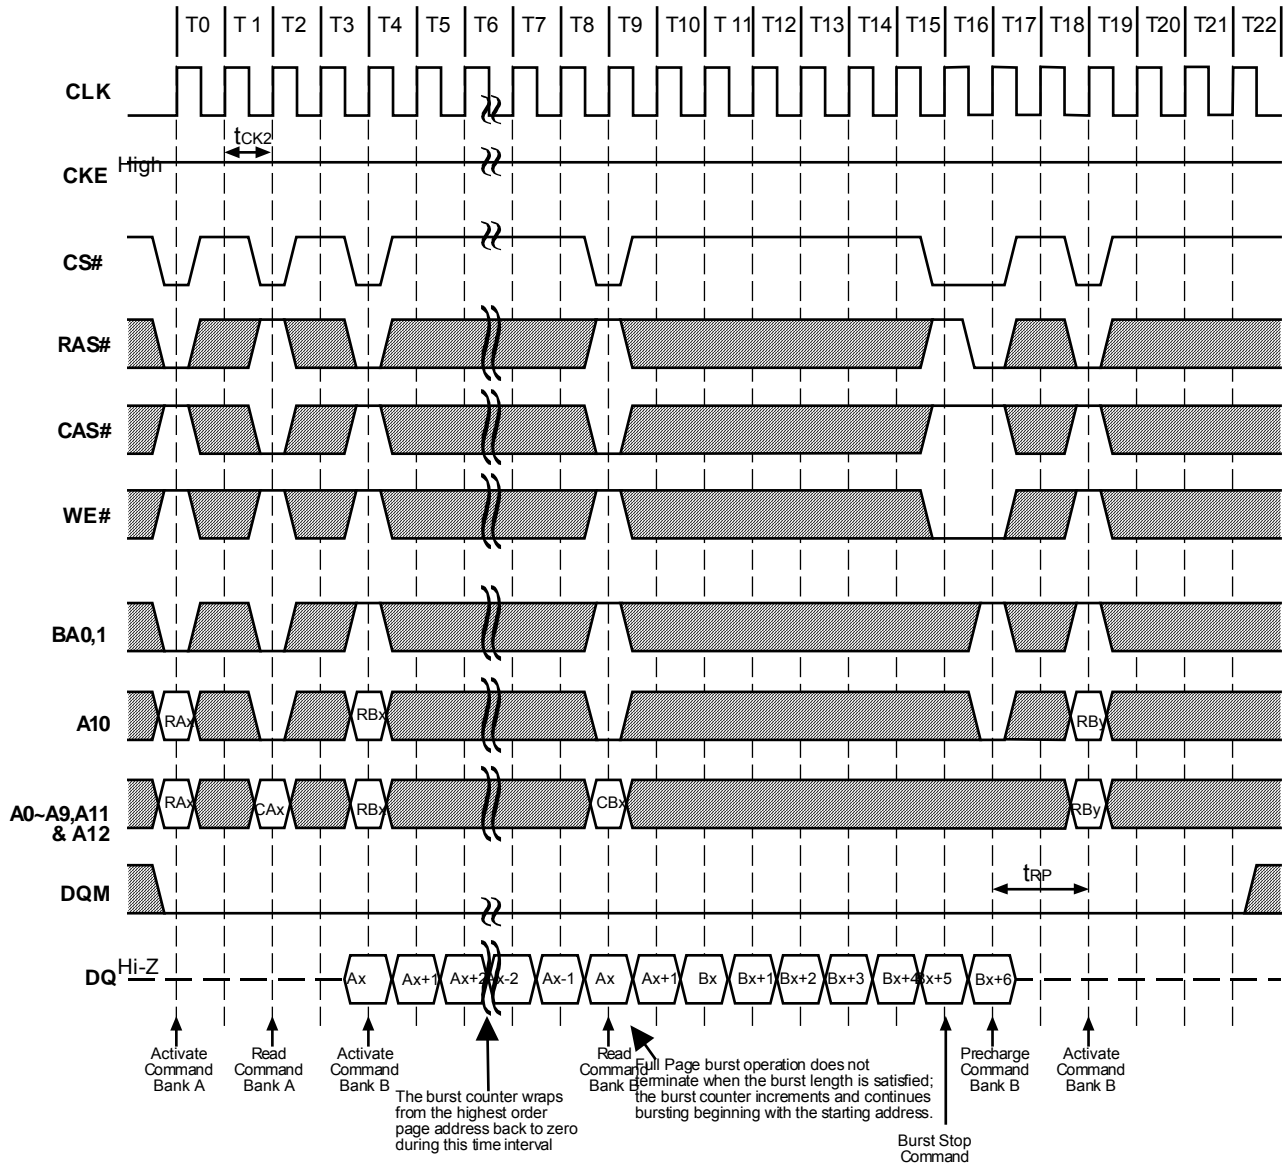 T0 T 1 T2 T3 T4 T5 T6 T7 T8 T9 T10 T 11 T12 T13 T14 T15 T16 T17 T18 T19 T20 T21 T22
CLK
tCK2
CKE High
CS#
RAS#
CAS#
WE#
BA0,1
A10 RAx RBx RBy
A0~A9,A11
& A12
RAx CAx RBx CBx RBy
DQM
tRP
DQ Hi-Z
Ax Ax+1 Ax+2 Ax-2 Ax-1 Ax Ax+1 Bx Bx+1 Bx+2 Bx+3 Bx+4 Bx+5 Bx+6
Activate
Command
Bank A
Read
Command
Bank A
Activate
Command
Bank B
The burst counter wraps
from the highest order
page address back to zero
during this time interval
Read
Command
Bank B
Full Page burst operation does not
terminate when the burst length is satisfied;
the burst counter increments and continues
bursting beginning with the starting address.
Burst Stop
Command
Precharge
Command
Bank B
Activate
Command
Bank B